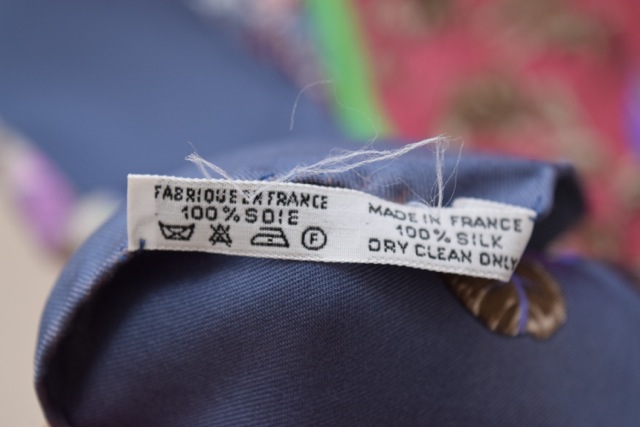 FABRIQUE EN FRANCE
100% SOIE
F
MADE IN FRANCE
100% SILK
DRY CLEAN ONLY